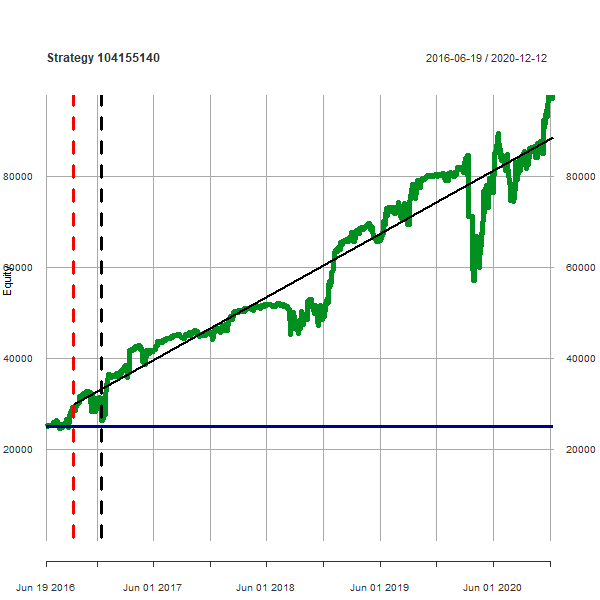 Strategy 104155140
2016-06-19 / 2020-12-12
80000
80000
60000
60000
Equity
40000
40000
20000
20000
Jun 19 2016
Jun 01 2017
Jun 01 2018
Jun 01 2019
Jun 01 2020